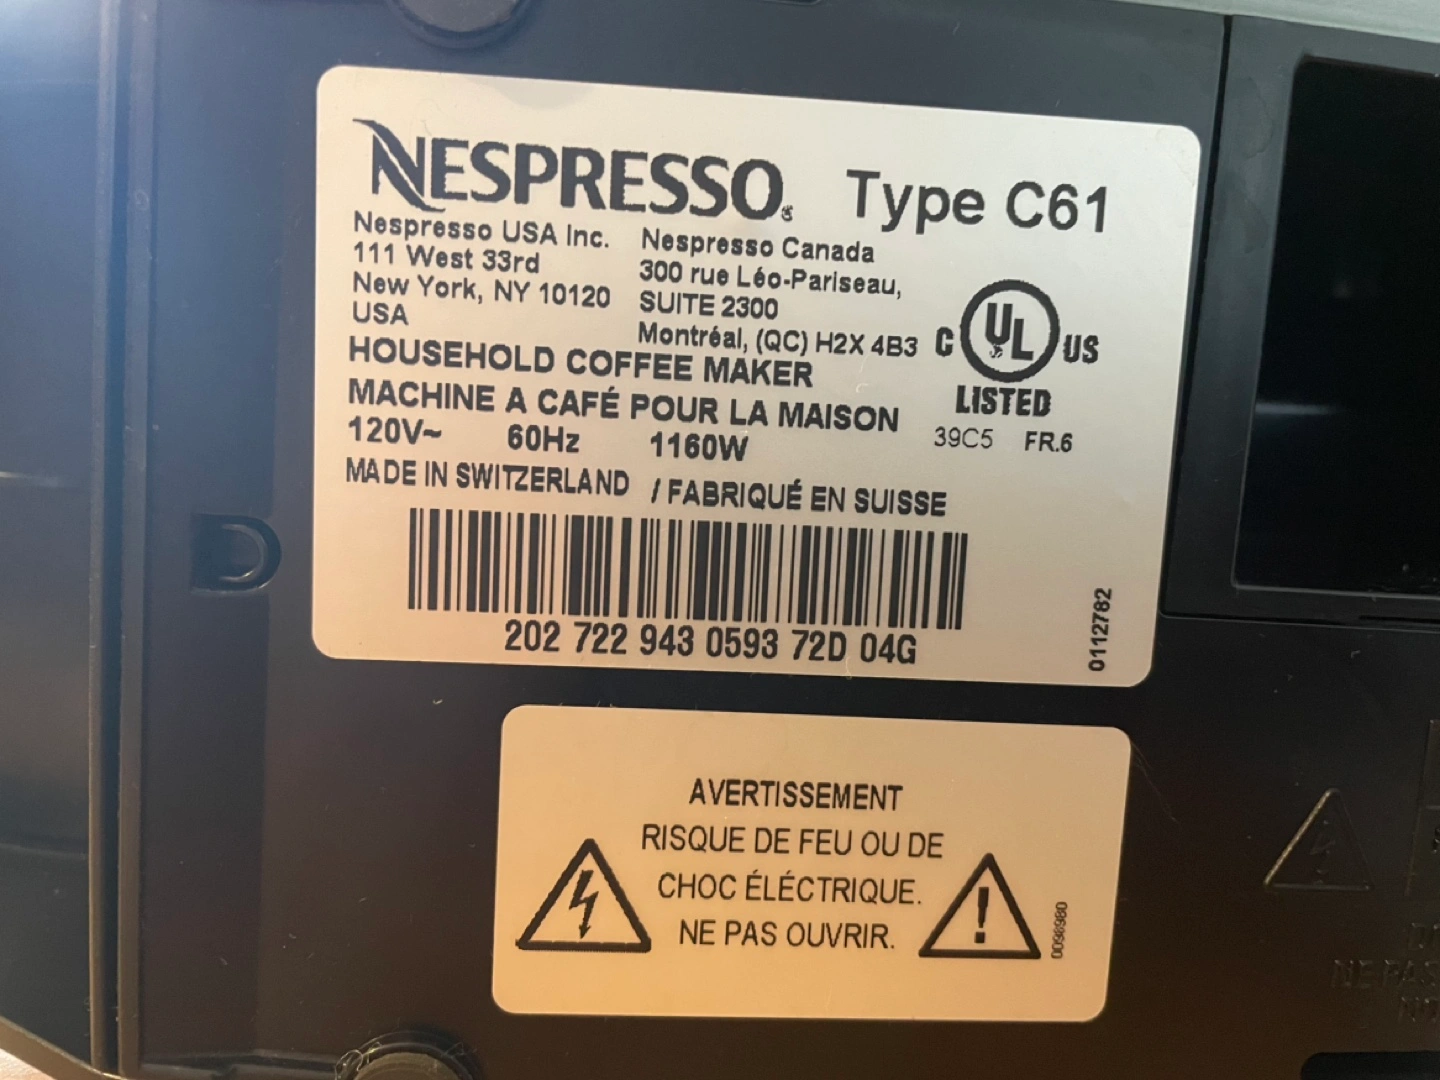 NESPRESSO® Type C61
Nespresso USA Inc.
111 West 33rd
New York, NY 10120
USA
Nespresso Canada
300 rue Léo-Pariseau,
SUITE 2300
Montréal, (QC) H2X 4B3
C UL US
LISTED
39C5 FR.6
HOUSEHOLD COFFEE MAKER
MACHINE A CAFÉ POUR LA MAISON
120V~ 60Hz 1160W
MADE IN SWITZERLAND / FABRIQUÉ EN SUISSE
202 722 943 0593 72D 04G
0112782
AVERTISSEMENT
RISQUE DE FEU OU DE
CHOC ÉLÉCTRIQUE.
NE PAS OUVRIR.
0098980
NE PAS